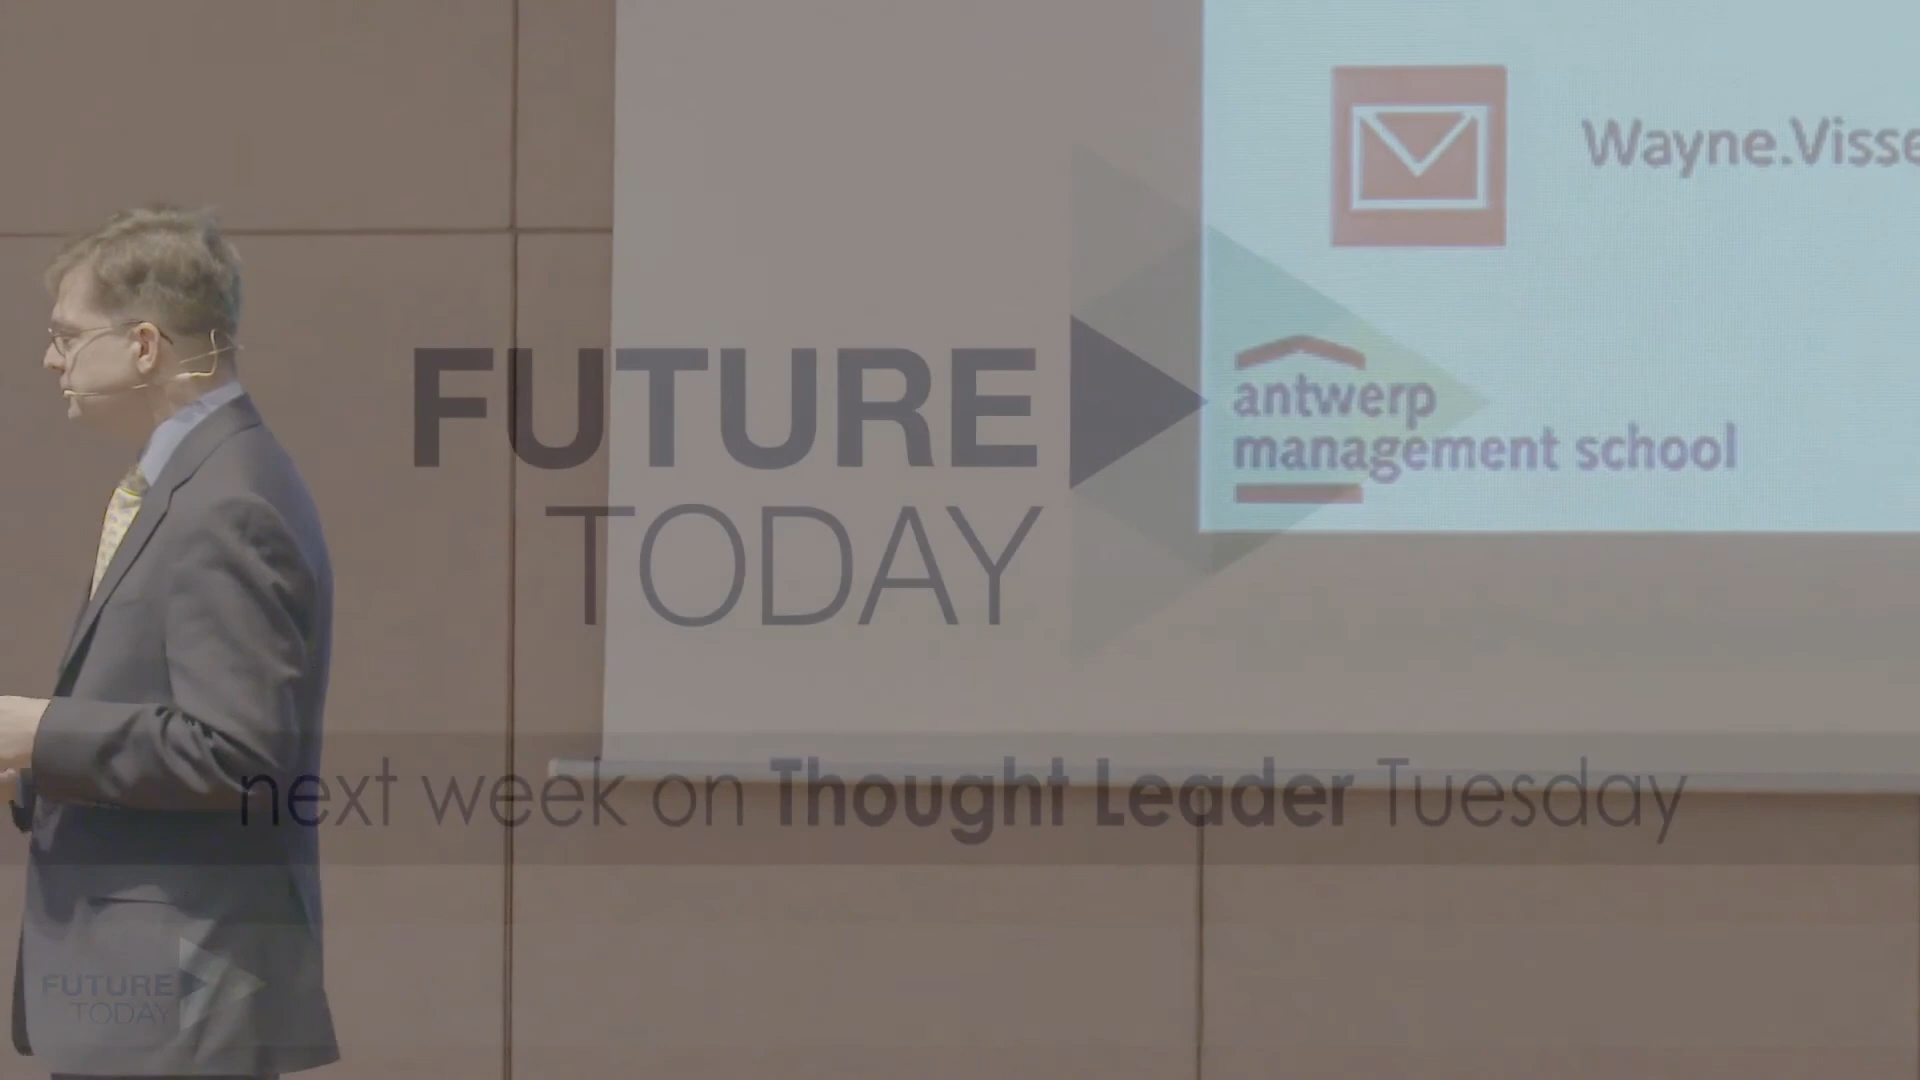 Wayne.Visse
antwerp
management school
FUTURE
TODAY
next week on Thought Leader Tuesday
FUTURE
TODAY